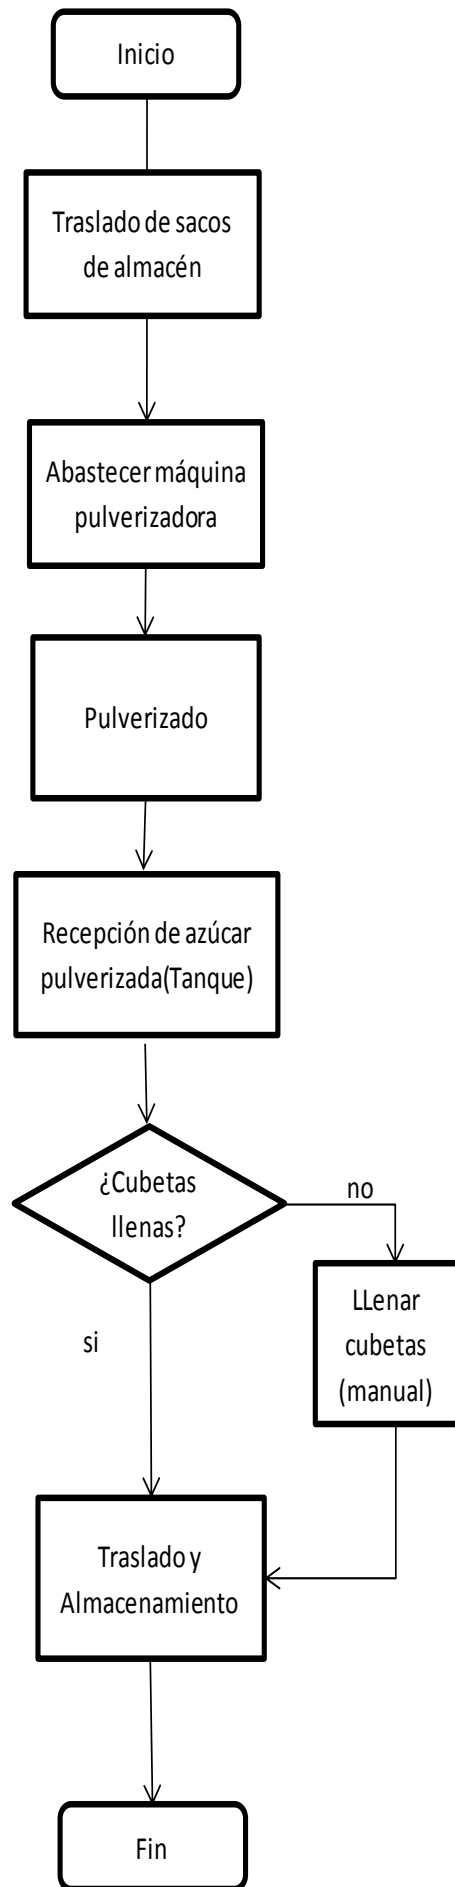 Inicio
Traslado de sacos
de almacén
Abastecer máquina
pulverizadora
Pulverizado
Recepción de azúcar
pulverizada(Tanque)
¿Cubetas
llenas?
no
LLenar
cubetas
(manual)
si
Traslado y
Almacenamiento
Fin